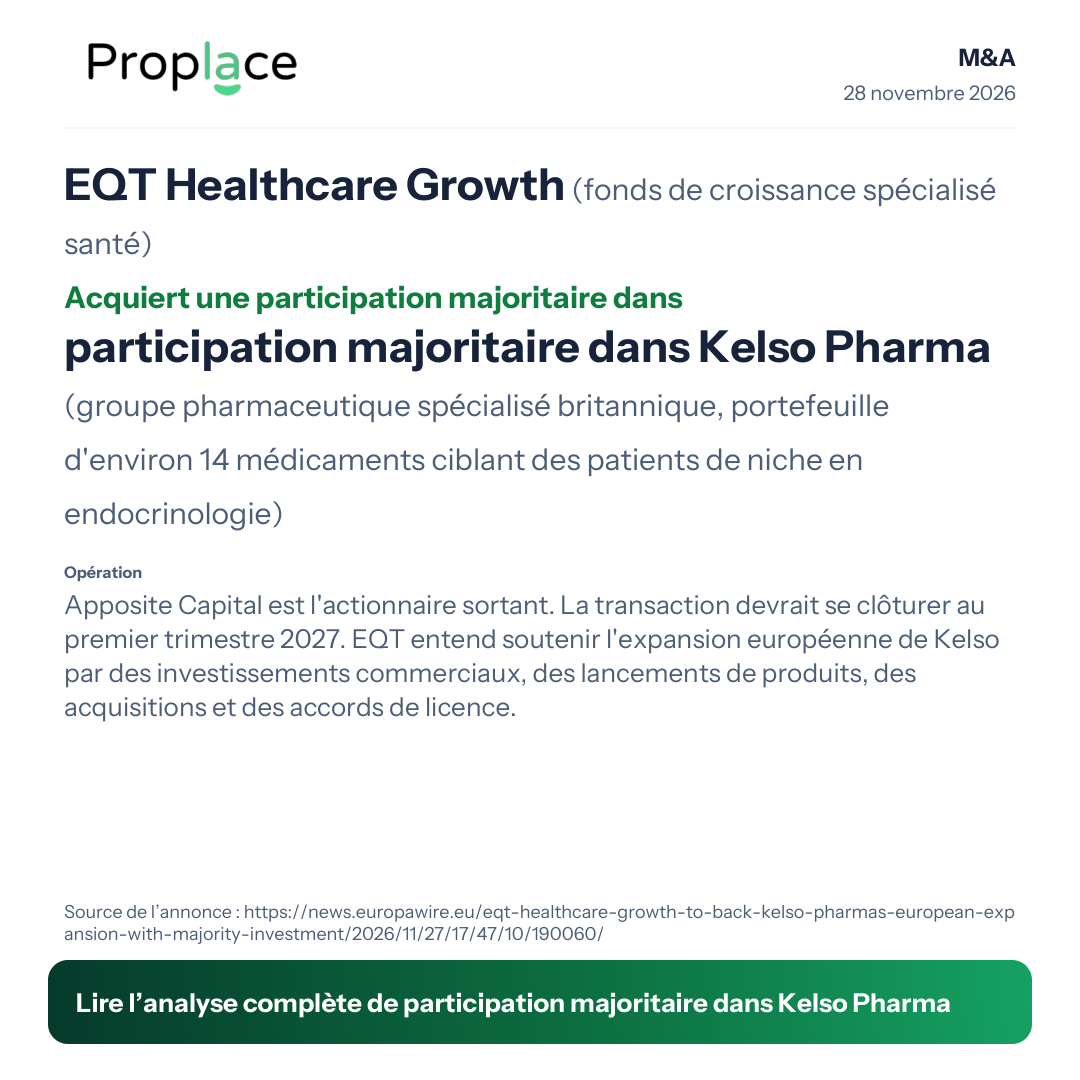 Proplace
M&A
28 novembre 2026
EQT Healthcare Growth (fonds de croissance spécialisé
santé)
Acquiert une participation majoritaire dans
participation majoritaire dans Kelso Pharma
(groupe pharmaceutique spécialisé britannique, portefeuille
d'environ 14 médicaments ciblant des patients de niche en
endocrinologie)
Opération
Apposite Capital est l'actionnaire sortant. La transaction devrait se clôturer au
premier trimestre 2027. EQT entend soutenir l'expansion européenne de Kelso
par des investissements commerciaux, des lancements de produits, des
acquisitions et des accords de licence.
Source de l’annonce : https://news.europawire.eu/eqt-healthcare-growth-to-back-kelso-pharmas-european-exp
ansion-with-majority-investment/2026/11/27/17/47/10/190060/
Lire l’analyse complète de participation majoritaire dans Kelso Pharma